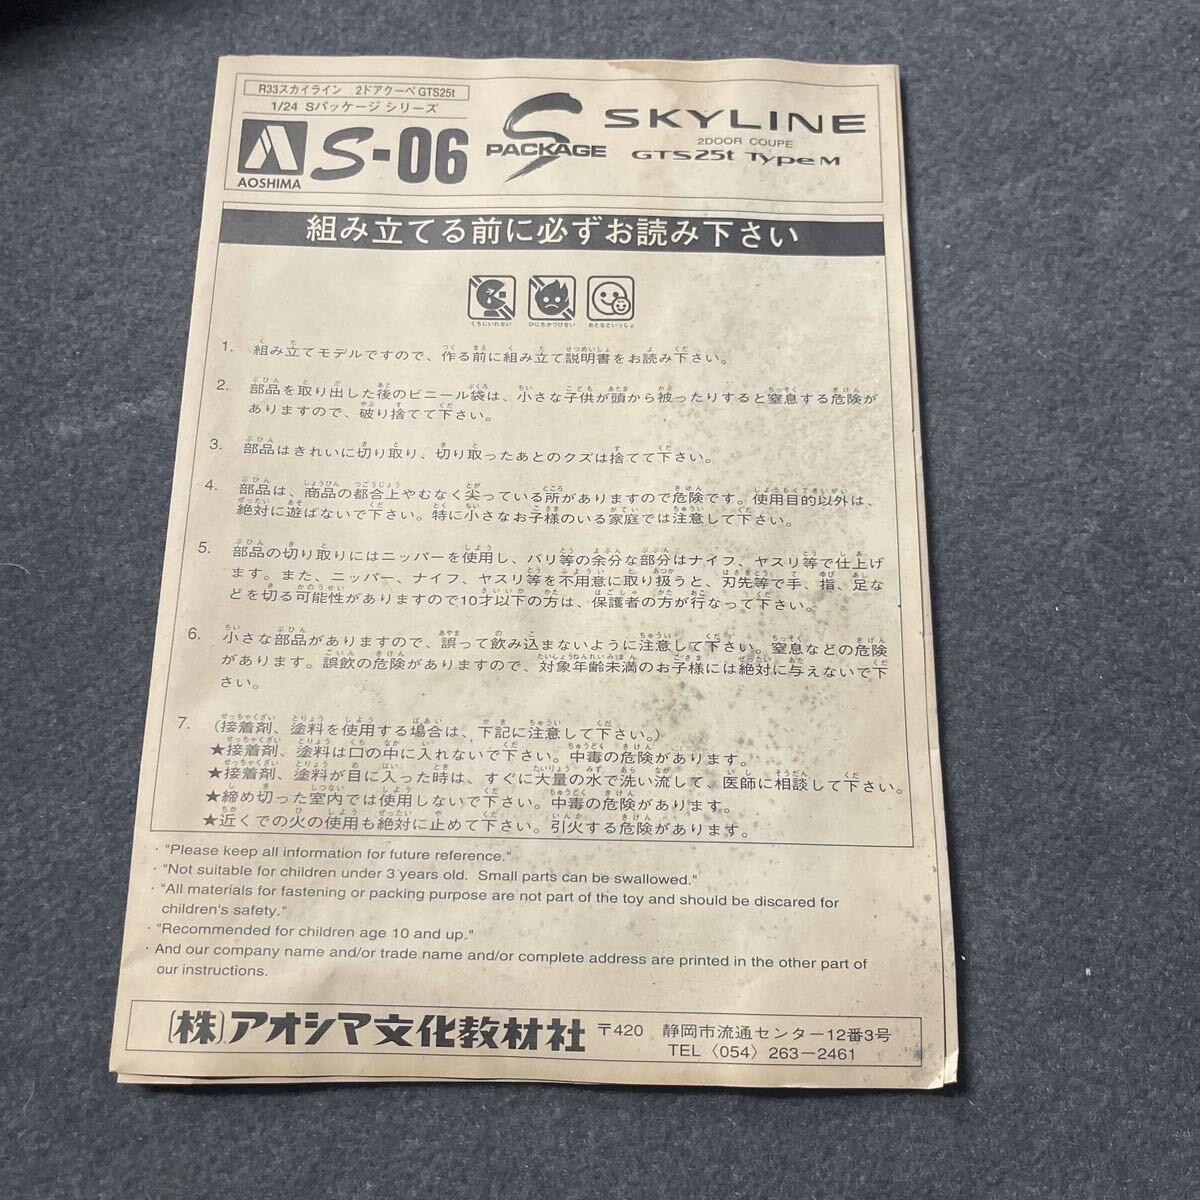 R33スカイライン 2ドアクーペ GTS25t
1/24 Sパッケージ シリーズ
AOSHIMA
S-06
S PACKAGE
SKYLINE
2DOOR COUPE
GTS25t Type M
組み立てる前に必ずお読み下さい
くちにいれない ひにちかづけない おとなといっしょ
1. 組み立てモデルですので、作る前に組み立て説明書をお読み下さい。
2. 部品を取り出した後のビニール袋は、小さな子供が頭から被ったりすると窒息する危険が
ありますので、破り捨てて下さい。
3. 部品はきれいに切り取り、切り取ったあとのクズは捨てて下さい。
4. 部品は、商品の都合上やむなく尖っている所がありますので危険です。使用目的以外は、
絶対に遊ばないで下さい。特に小さなお子様のいる家庭では注意して下さい。
5. 部品の切り取りにはニッパーを使用し、バリ等の余分な部分はナイフ、ヤスリ等で仕上げ
ます。また、ニッパー、ナイフ、ヤスリ等を不用意に取り扱うと、刃先等で手、指、足な
どを切る可能性がありますので10才以下の方は、保護者の方が行なって下さい。
6. 小さな部品がありますので、誤って飲み込まないように注意して下さい。窒息などの危険
があります。誤飲の危険がありますので、対象年齢未満のお子様には絶対に与えないで下
さい。
7. (接着剤、塗料を使用する場合は、下記に注意して下さい。)
★接着剤、塗料は口の中に入れないで下さい。中毒の危険があります。
★接着剤、塗料が目に入った時は、すぐに大量の水で洗い流して、医師に相談して下さい。
★締め切った室内では使用しないで下さい。中毒の危険があります。
★近くでの火の使用も絶対に止めて下さい。引火する危険があります。
· "Please keep all information for future reference."
· "Not suitable for children under 3 years old. Small parts can be swallowed."
· "All materials for fastening or packing purpose are not part of the toy and should be discared for
children's safety."
· "Recommended for children age 10 and up."
· And our company name and/or trade name and/or complete address are printed in the other part of
our instructions.
(株)アオシマ文化教材社 〒420 静岡市流通センター12番3号
TEL〈054〉263-2461